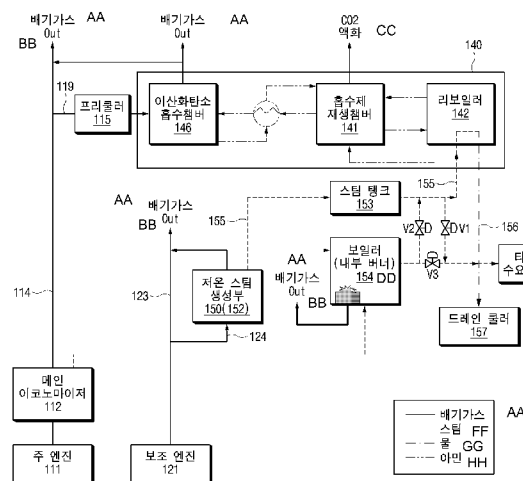 배기가스
Out
AA
BB
배기가스
Out
AA
CO2
액화
CC
140
119
프리쿨러
115
이산화탄소
흡수챔버
146
흡수제
재생챔버
141
리보일러
142
155
스팀 탱크
153
155
156
AA
배기가스
BB
Out
V2
D
DV1
D
V3
보일러
(내부 버너)
154 DD
AA
배기가스
BB
Out
타
수요
저온 스팀
생성부
150(152)
123
124
114
드레인 쿨러
157
메인
이코노마이저
112
주 엔진
111
보조 엔진
121
AA
배기가스
스팀 FF
물 GG
아민 HH